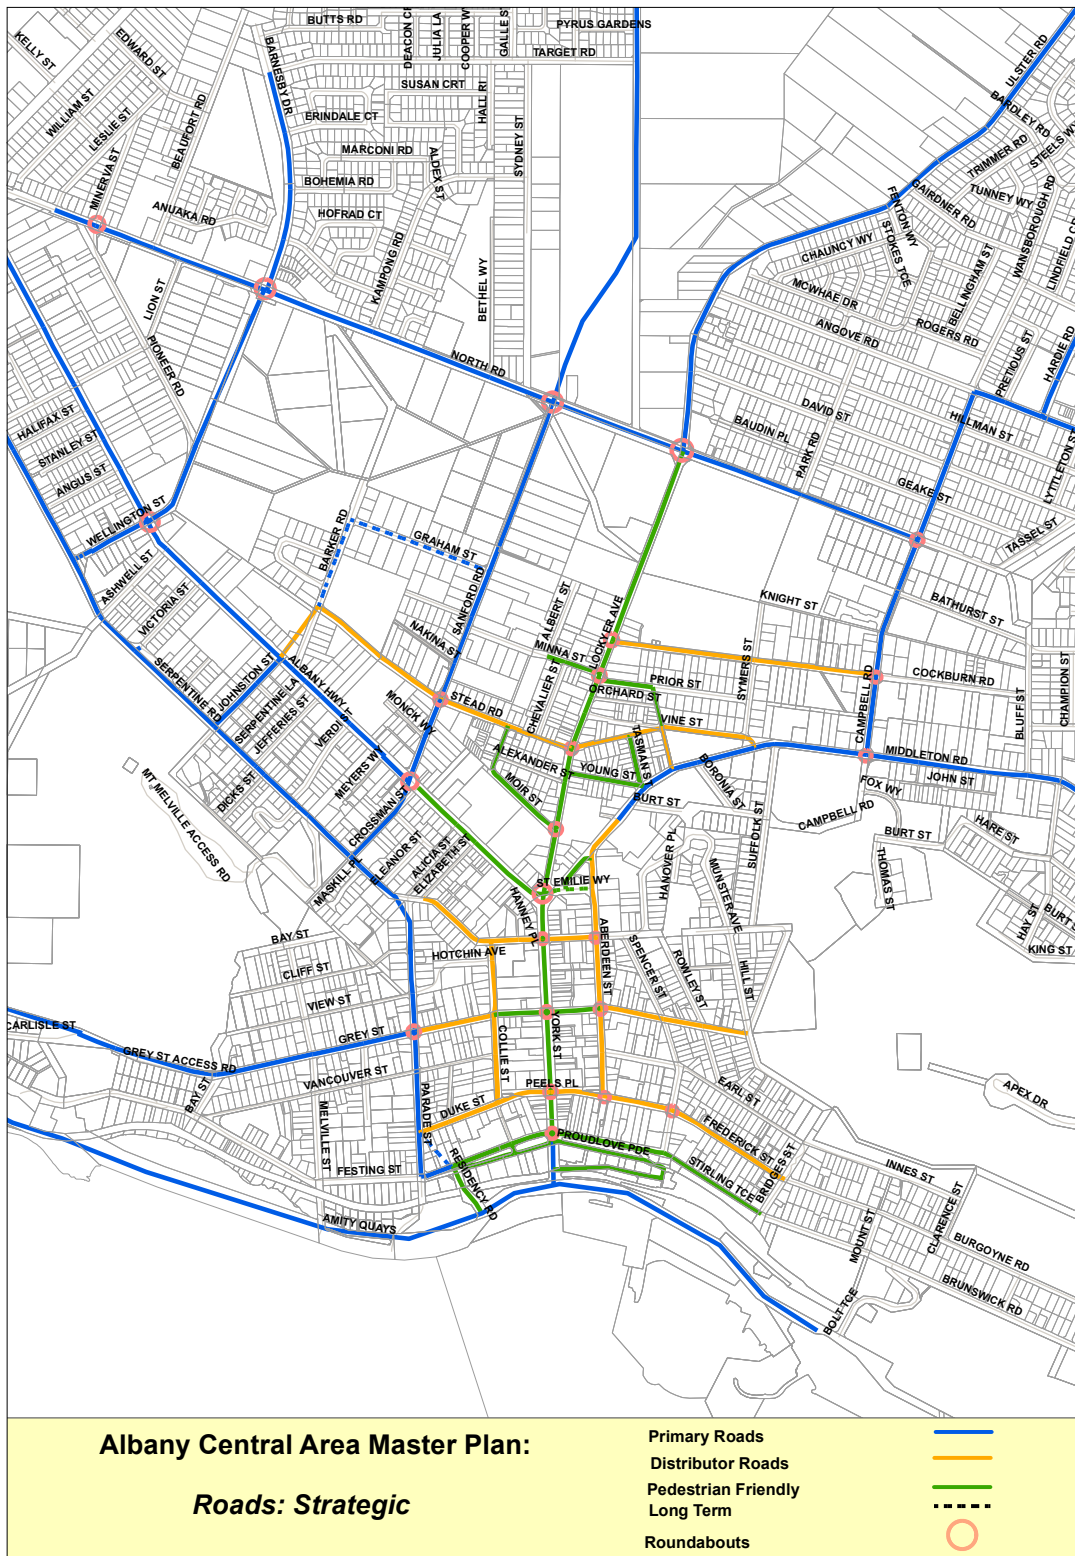 BUTTS RD
DEACON CR
JULIA LA
COOPER W
GALLE ST
PYRUS GARDENS
KELLY ST
EDWARD ST
BARNESBY DR
TARGET RD
ULSTER RD
WILLIAM ST
LESLIE ST
BEAUFORT RD
SUSAN CRT
HALL RI
SYDNEY ST
BARDLEY RD
ERINDALE CT
MARCONI RD
ALDEX ST
TRIMMER RD
STEELS WY
MINERVA ST
BOHEMIA RD
GAIRDNER RD
TUNNEY WY
ANUAKA RD
HOFRAD CT
FENTON WY
STOKES TCE
WANSBOROUGH RD
LINDFIELD C
KAMPONG RD
BETHEL WY
CHAUNCY WY
BELLINGHAM ST
LION ST
MCWHAE DR
PIONEER RD
NORTH RD
ANGOVE RD
ROGERS RD
PRETIOUS ST
HARDIE RD
HALIFAX ST
STANLEY ST
ANGUS ST
DAVID ST
BAUDIN PL
PARK RD
HILLMAN ST
LYTTLETON ST
GEAKE ST
TASSEL ST
WELLINGTON ST
BARKER RD
GRAHAM ST
ASHWELL ST
VICTORIA ST
SANFORD RD
ALBERT ST
LOCKYER AVE
KNIGHT ST
BATHURST ST
NAKINA ST
MINNA ST
SERPENTINE RD
JOHNSTON ST
ALBANY HWY
CHEVALIER ST
ORCHARD ST
PRIOR ST
SYMERS ST
CAMPBELL RD
COCKBURN RD
BLUFF ST
CHAMPION ST
SERPENTINE LA
JEFFERIES ST
VERDI ST
MONCK WY
STEAD RD
VINE ST
TASMAN ST
MIDDLETON RD
MT MELVILLE ACCESS RD
DICKS ST
MEYERS WY
ALEXANDER ST
YOUNG ST
BORONIA ST
JOHN ST
FOX WY
CROSSMAN ST
MOIR ST
BURT ST
CAMPBELL RD
SUFFOLK ST
HANOVER PL
BURT ST
HARE ST
MASKILL PL
ELEANOR ST
ALICIA ST
ELIZABETH ST
ST EMILIE WY
MUNSTER AVE
THOMAS ST
HANNEY PL
HAY ST
BURT S
KING ST
BAY ST
CLIFF ST
HOTCHIN AVE
ABERDEEN ST
SPENCER ST
ROWLEY ST
HILL ST
VIEW ST
CARLISLE ST
GREY ST
GREY ST ACCESS RD
COLLIE ST
YORK ST
VANCOUVER ST
BAY ST
PEELS PL
EARL ST
APEX DR
DUKE ST
MELVILLE ST
PARADE ST
FREDERICK ST
PROUDLOVE PDE
FESTING ST
RESIDENCY RD
STIRLING TCE
BRIDGES ST
INNES ST
AMITY QUAYS
MOUNT ST
CLARENCE ST
BURGOYNE RD
BRUNSWICK RD
BOLT TCE
Albany Central Area Master Plan:
Roads: Strategic
Primary Roads
Distributor Roads
Pedestrian Friendly
Long Term
Roundabouts